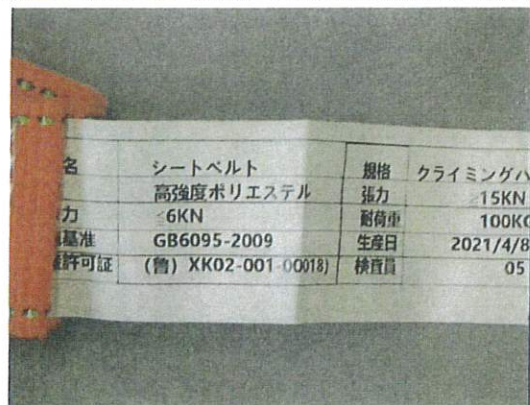 名 シートベルト 規格 クライミングハ
高強度ポリエステル 張力 ≥15KN
力 ≤6KN 耐荷重 100KG
基准 GB6095-2009 生産日 2021/4/8
許可証 (鲁) XK02-001-00018) 検査員 05